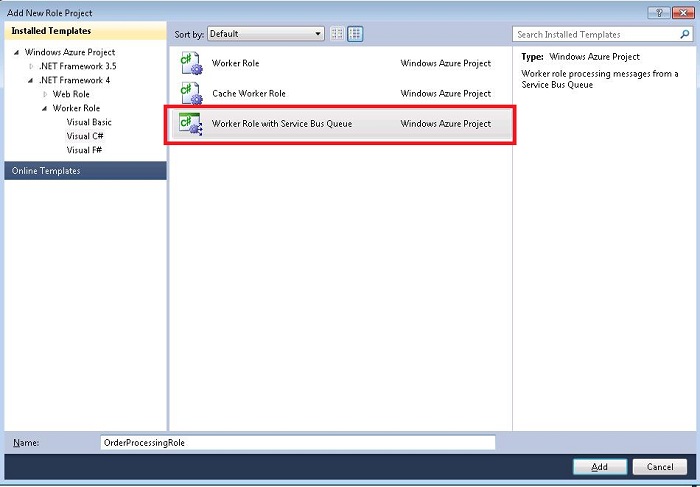 Add New Role Project
Installed Templates
Windows Azure Project
.NET Framework 3.5
.NET Framework 4
Web Role
Worker Role
Visual Basic
Visual C#
Visual F#
Online Templates
Sort by: Default
Search Installed Templates
Worker Role Windows Azure Project
Cache Worker Role Windows Azure Project
Worker Role with Service Bus Queue Windows Azure Project
Type: Windows Azure Project
Worker role processing messages from a
Service Bus Queue
Name: OrderProcessingRole
Add Cancel